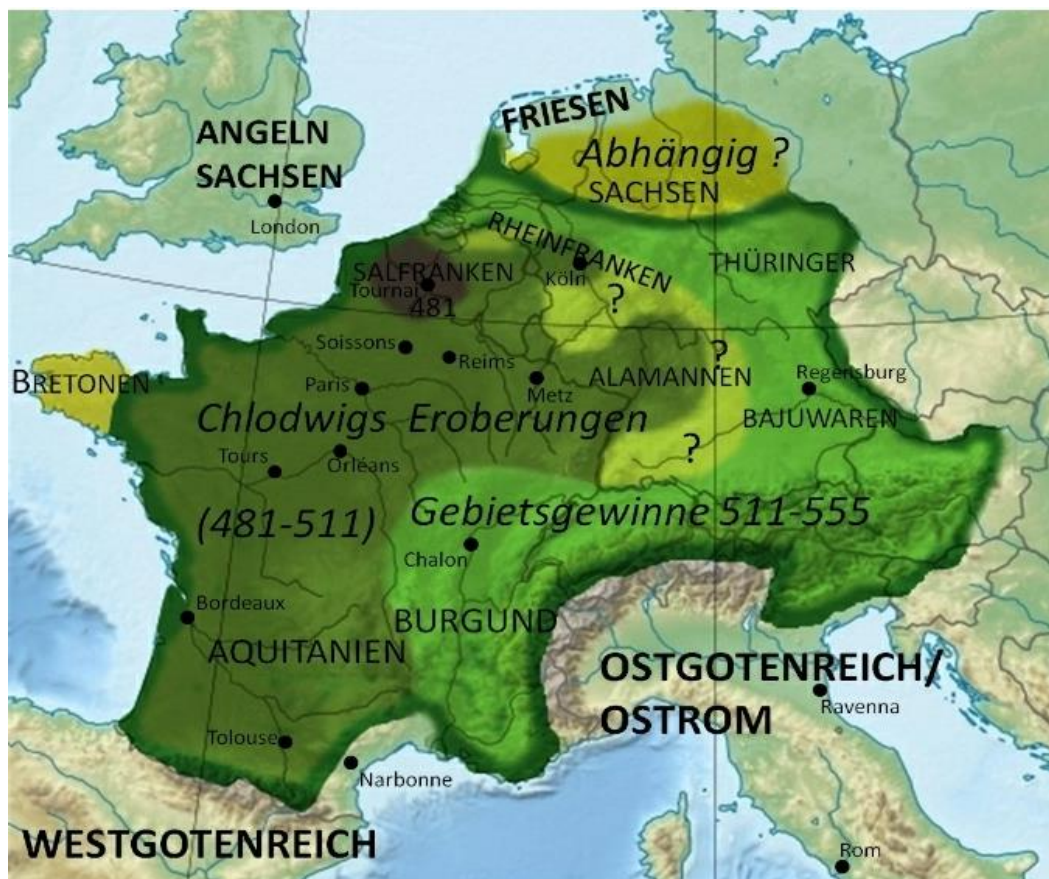 FRIESEN
ANGELN
SACHSEN
London
Abhängig ?
SACHSEN
RHEINFRANKEN
SALFRANKEN
Tournai
481
Köln
?
THÜRINGER
Soissons
Reims
?
BRETONEN
Paris
Metz
ALAMANNEN
Regensburg
BAJUWAREN
Chlodwigs Eroberungen
?
Tours
Orléans
(481-511)
Gebietsgewinne 511-555
Chalon
Bordeaux
BURGUND
AQUITANIEN
OSTGOTENREICH/
OSTROM
Ravenna
Tolouse
Narbonne
WESTGOTENREICH
Rom